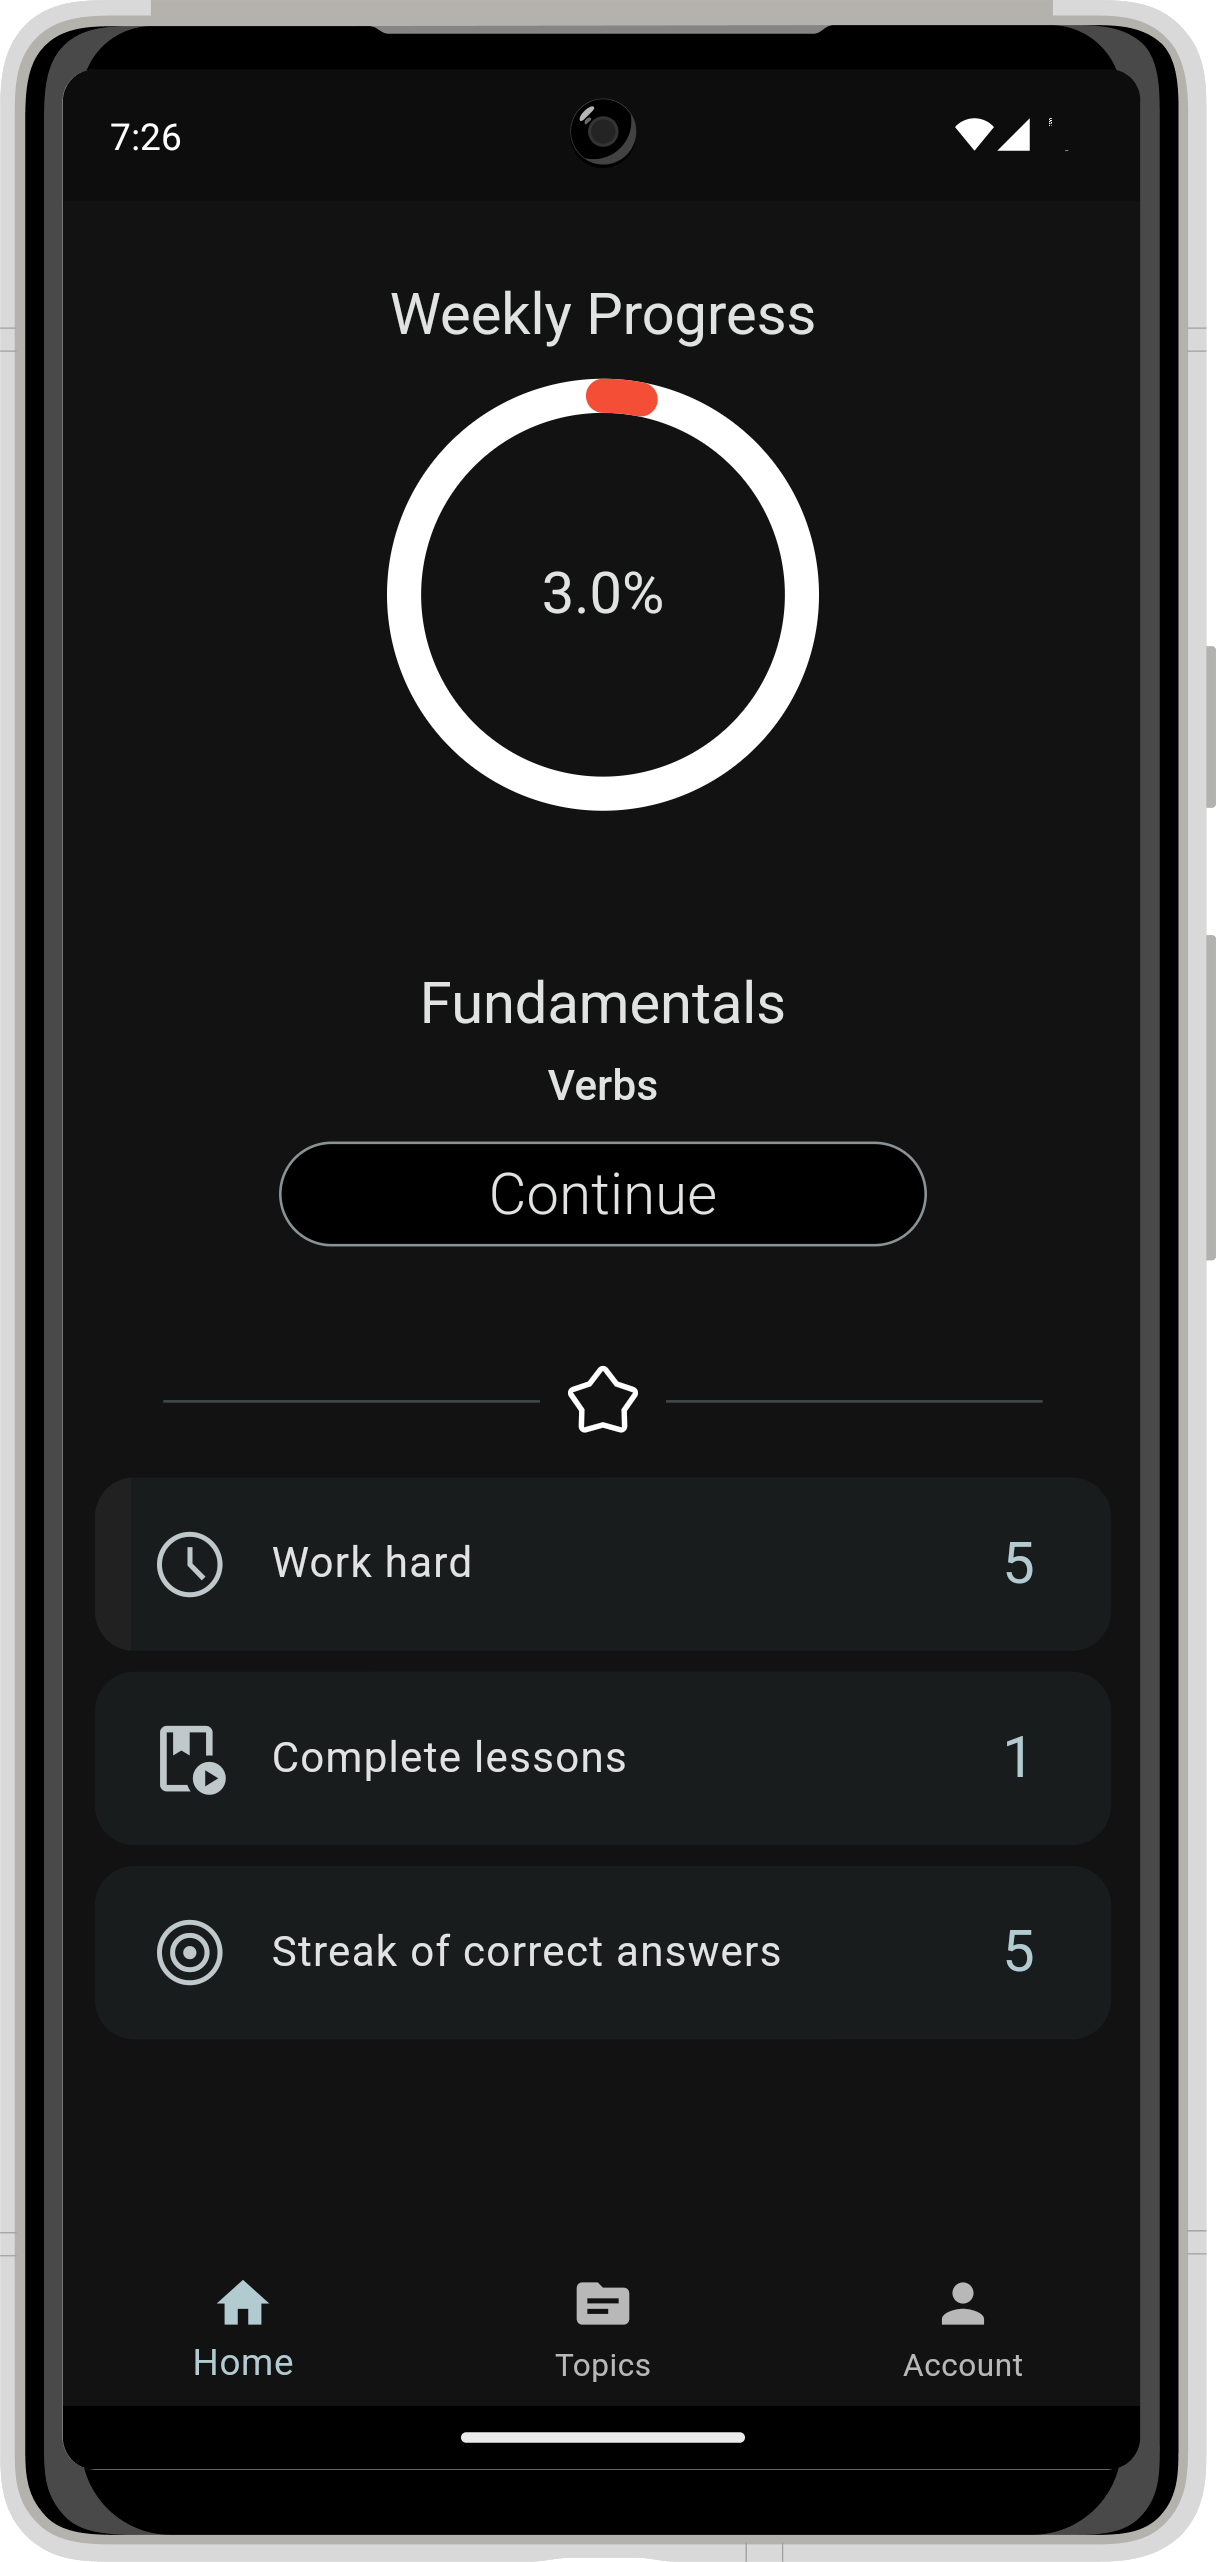 7:26
Weekly Progress
3.0%
Fundamentals
Verbs
Continue
Work hard 5
Complete lessons 1
Streak of correct answers 5
Home Topics Account